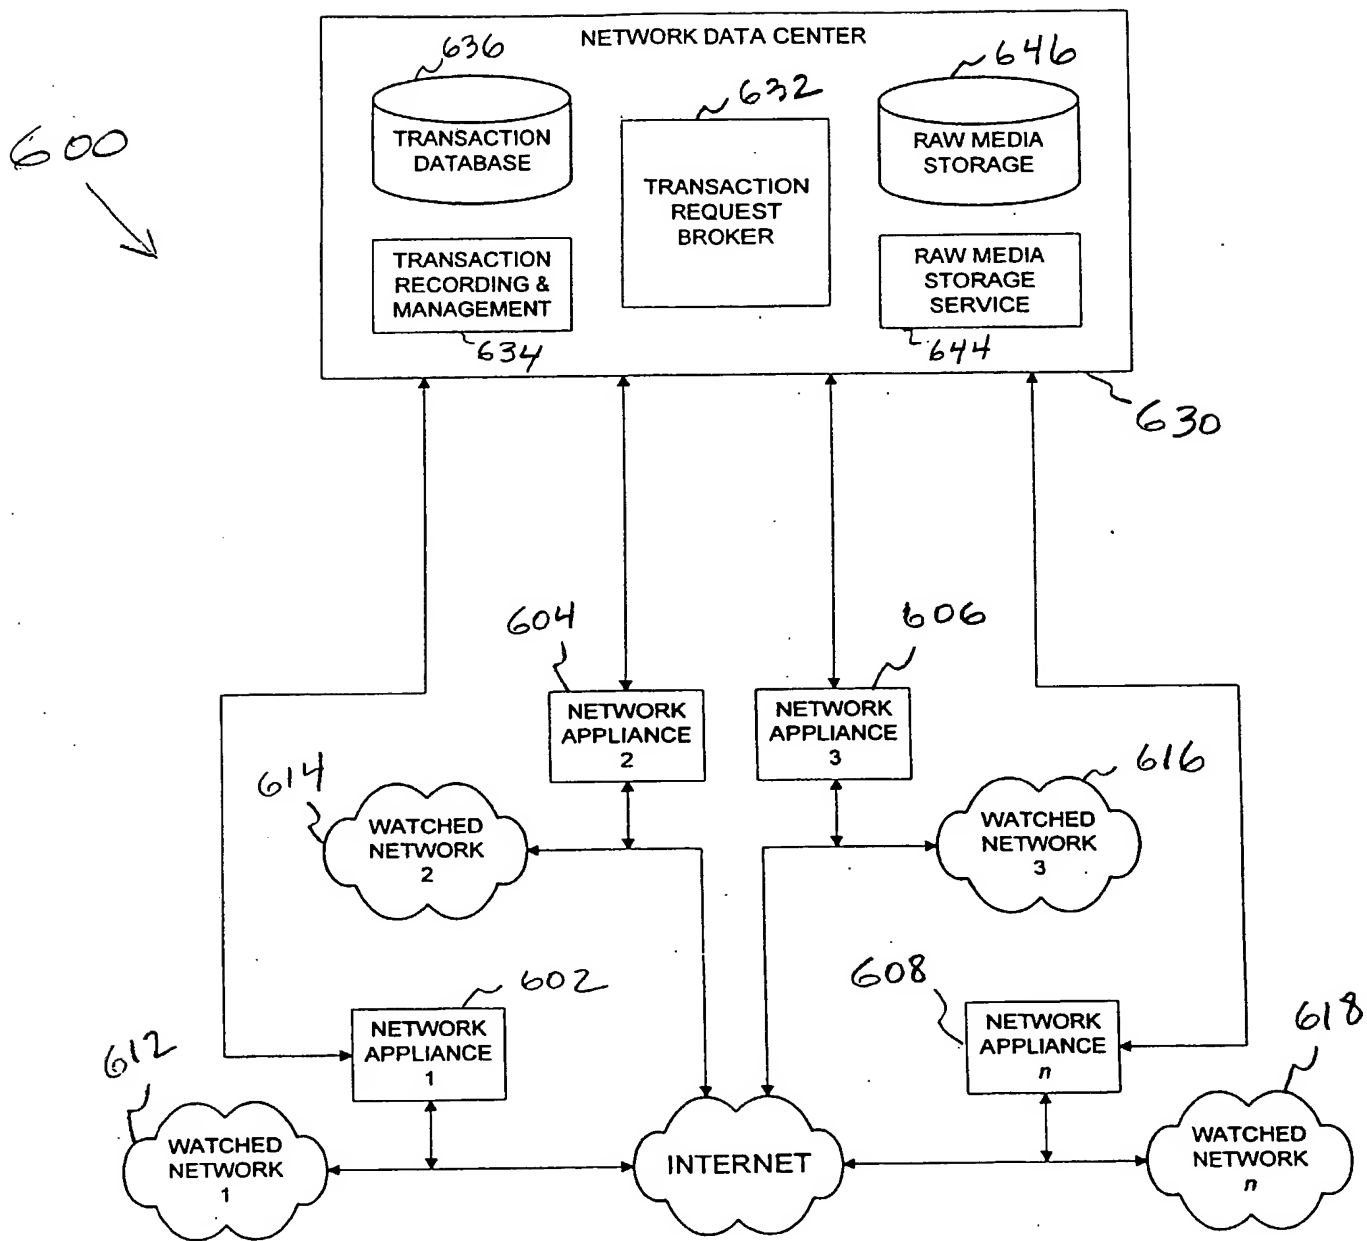 NETWORK DATA CENTER
636
646
632
600
TRANSACTION
DATABASE
RAW MEDIA
STORAGE
TRANSACTION
REQUEST
BROKER
TRANSACTION
RECORDING &
MANAGEMENT
RAW MEDIA
STORAGE
SERVICE
634
644
630
604
606
NETWORK
APPLIANCE
2
NETWORK
APPLIANCE
3
614
616
WATCHED
NETWORK
2
WATCHED
NETWORK
3
602
608
618
612
NETWORK
APPLIANCE
1
NETWORK
APPLIANCE
n
WATCHED
NETWORK
1
INTERNET
WATCHED
NETWORK
n